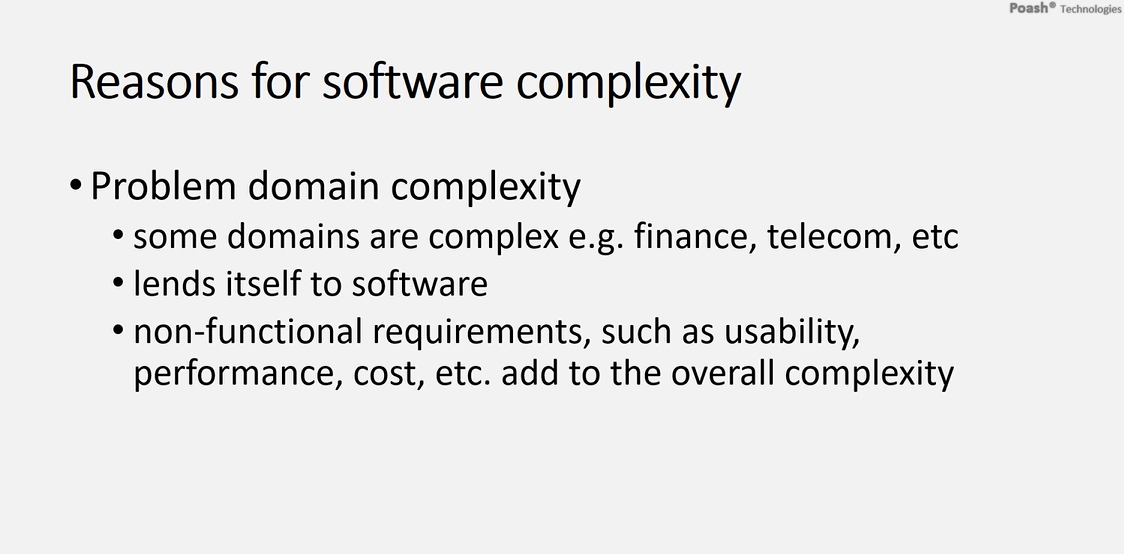 Poash® Technologies
Reasons for software complexity
• Problem domain complexity
• some domains are complex e.g. finance, telecom, etc
• lends itself to software
• non-functional requirements, such as usability,
performance, cost, etc. add to the overall complexity